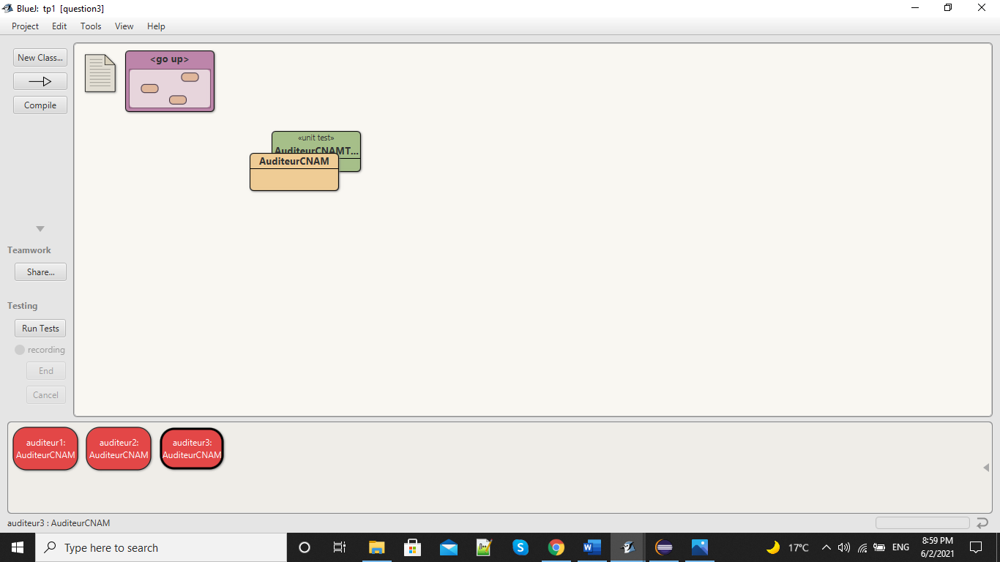 BlueJ: tp1 [question3]
Project Edit Tools View Help
New Class...
Compile
<go up>
«unit test»
AuditeurCNAMT...
AuditeurCNAM
Teamwork
Share...
Testing
Run Tests
recording
End
Cancel
auditeur1:
AuditeurCNAM
auditeur2:
AuditeurCNAM
auditeur3:
AuditeurCNAM
auditeur3 : AuditeurCNAM
Type here to search
17°C
ENG
8:59 PM
6/2/2021